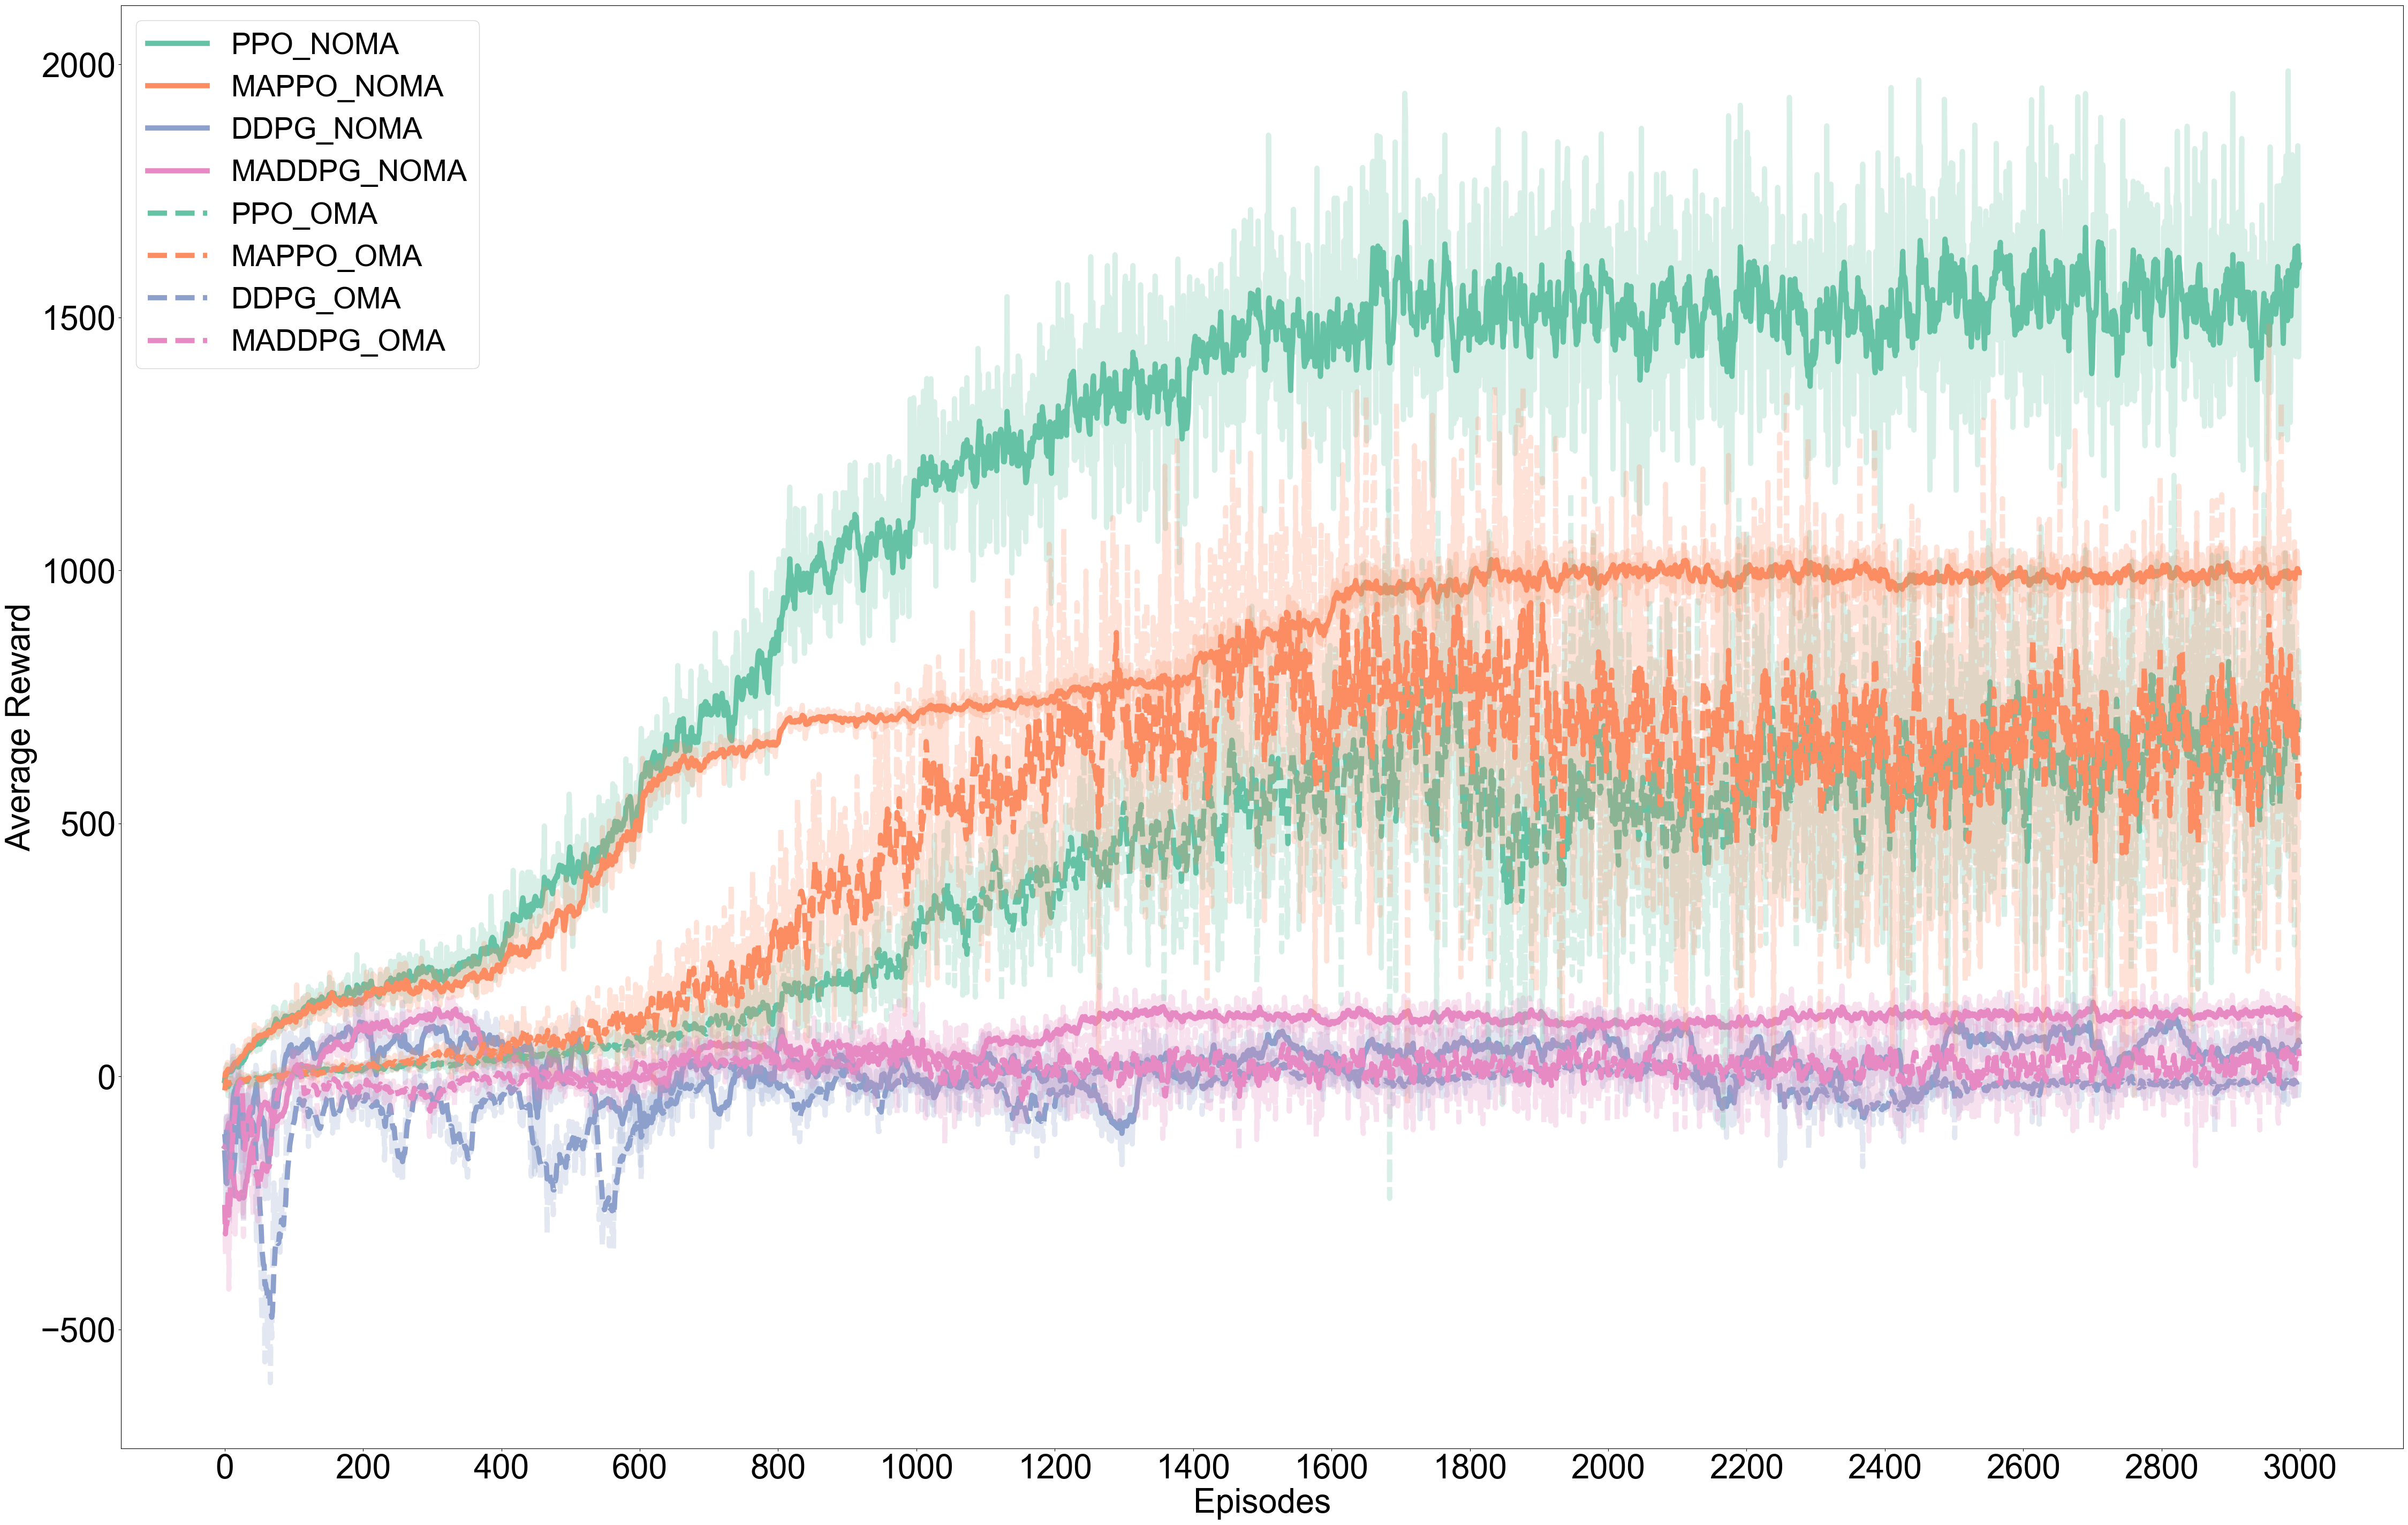 PPO_NOMA
MAPPO_NOMA
DDPG_NOMA
MADDPG_NOMA
PPO_OMA
MAPPO_OMA
DDPG_OMA
MADDPG_OMA
2000
1500
1000
500
0
−500
Average Reward
0 200 400 600 800 1000 1200 1400 1600 1800 2000 2200 2400 2600 2800 3000
Episodes